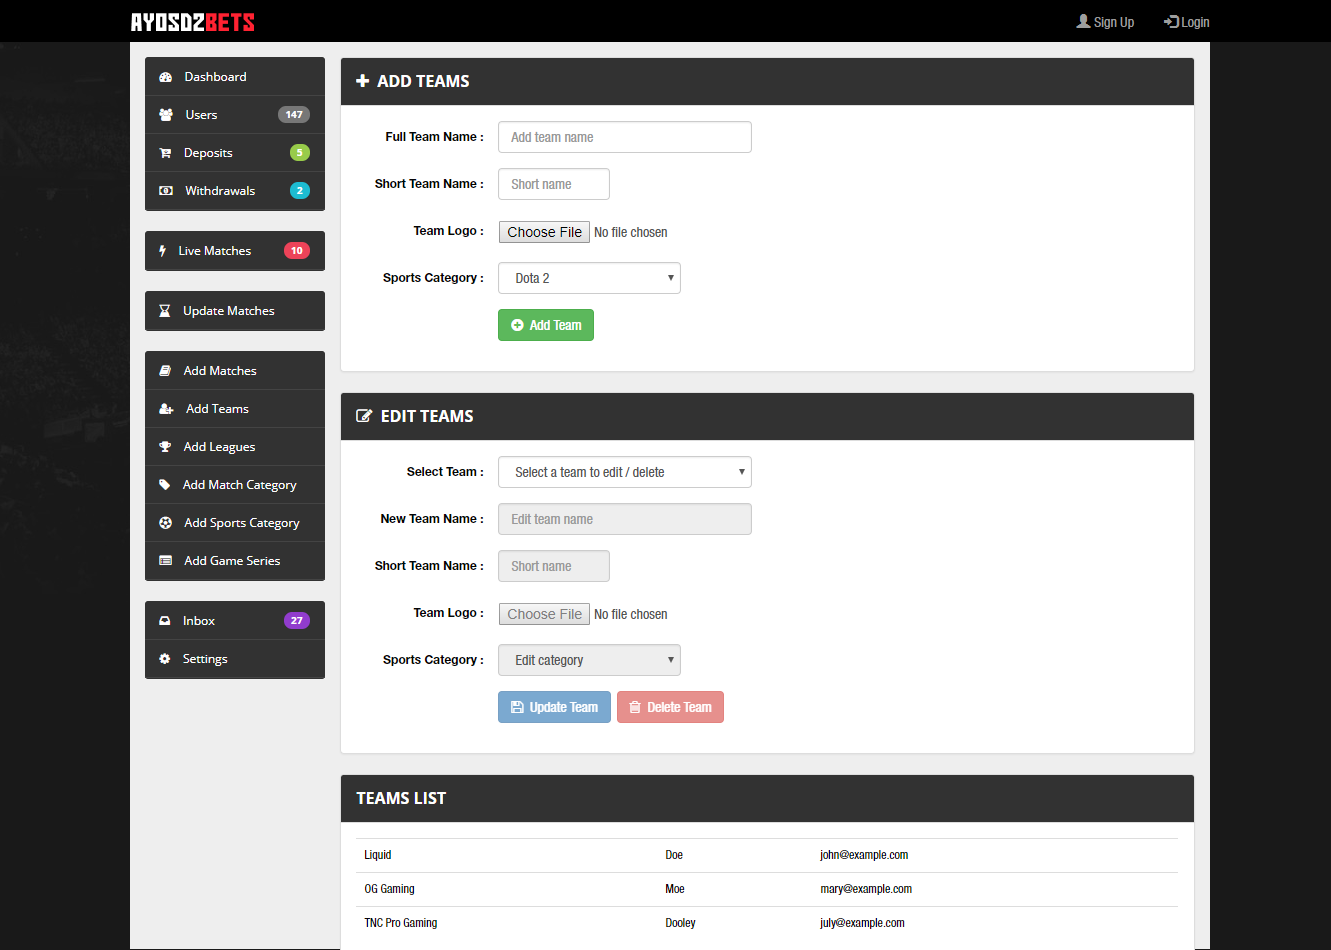 AYOSD2BETS
Sign Up
Login
Dashboard
Users 147
Deposits 5
Withdrawals 2
Live Matches 10
Update Matches
Add Matches
Add Teams
Add Leagues
Add Match Category
Add Sports Category
Add Game Series
Inbox 27
Settings
ADD TEAMS
Full Team Name : Add team name
Short Team Name : Short name
Team Logo : Choose File No file chosen
Sports Category : Dota 2
Add Team
EDIT TEAMS
Select Team : Select a team to edit / delete
New Team Name : Edit team name
Short Team Name : Short name
Team Logo : Choose File No file chosen
Sports Category : Edit category
Update Team Delete Team
TEAMS LIST
Liquid Doe john@example.com
OG Gaming Moe mary@example.com
TNC Pro Gaming Dooley july@example.com